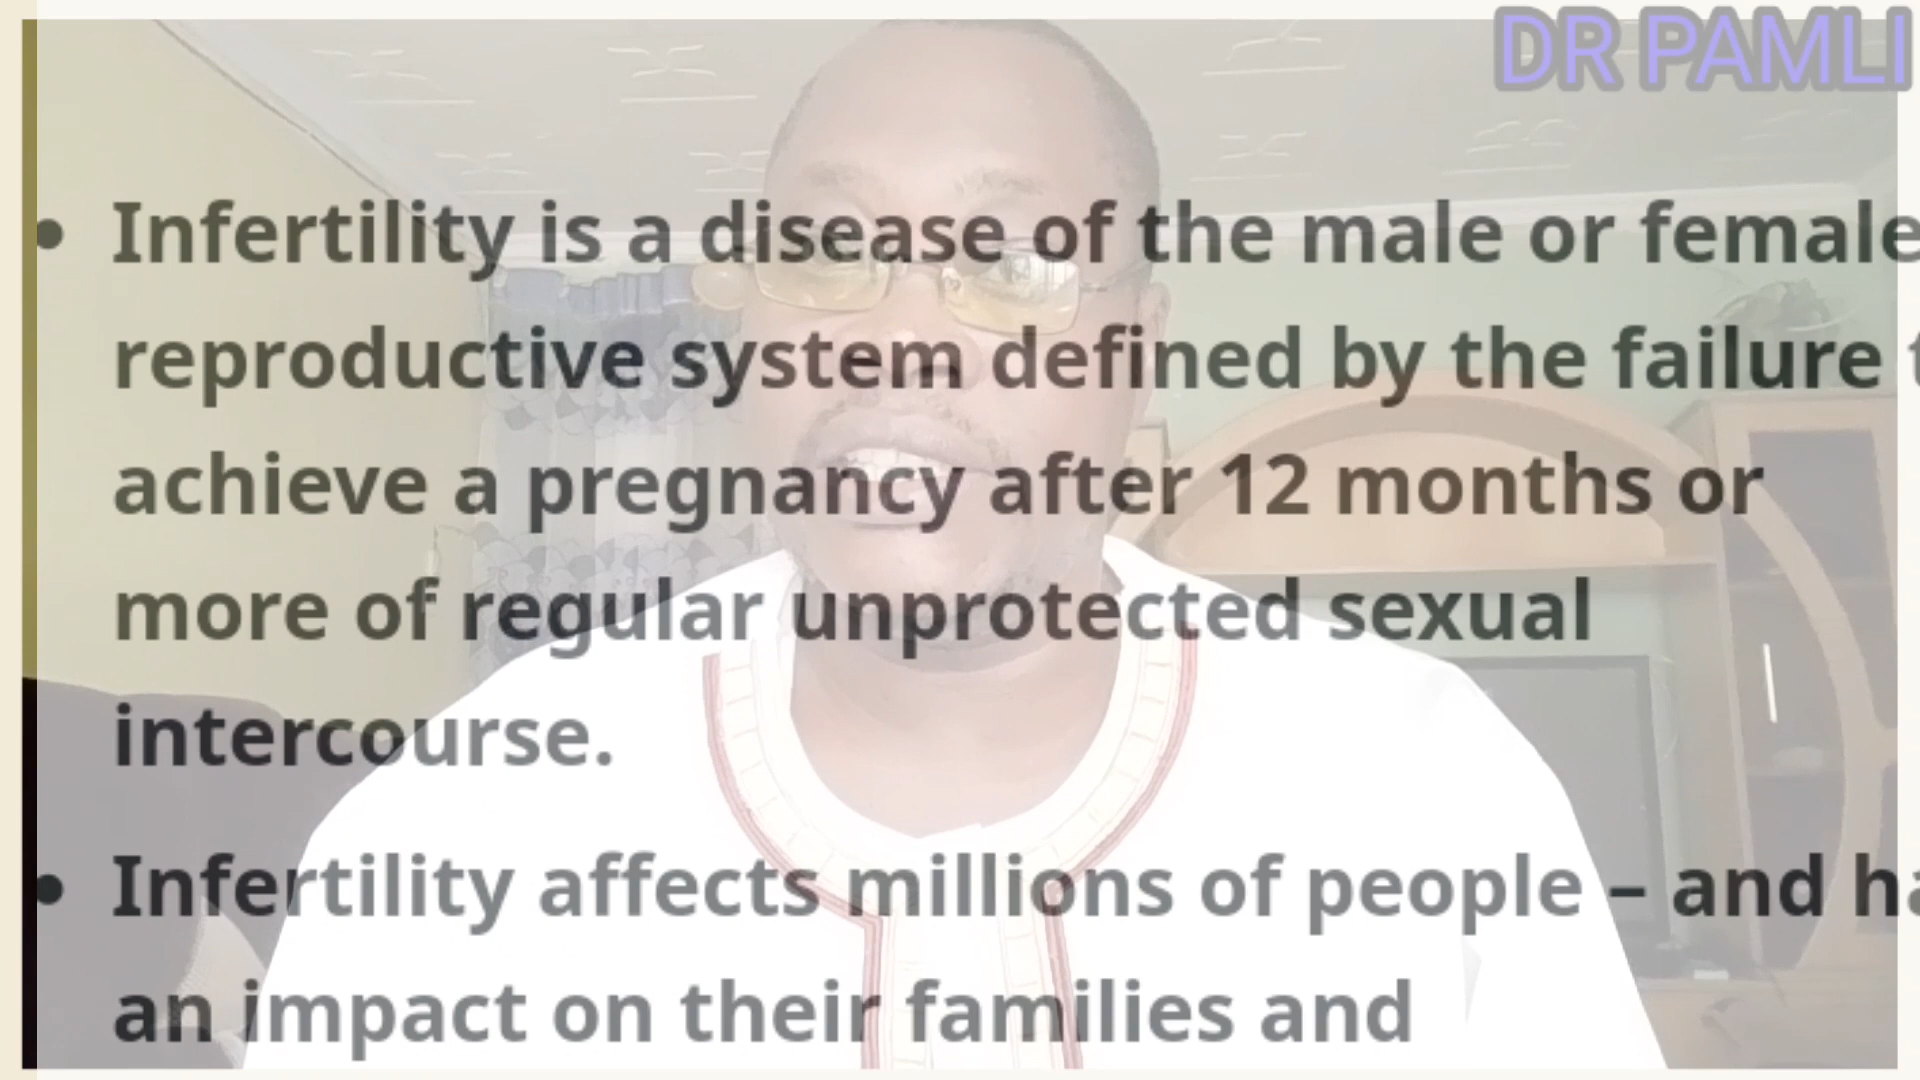 DR PAMLI
• Infertility is a disease of the male or female
reproductive system defined by the failure
achieve a pregnancy after 12 months or
more of regular unprotected sexual
intercourse.
• Infertility affects millions of people – and
an impact on their families and